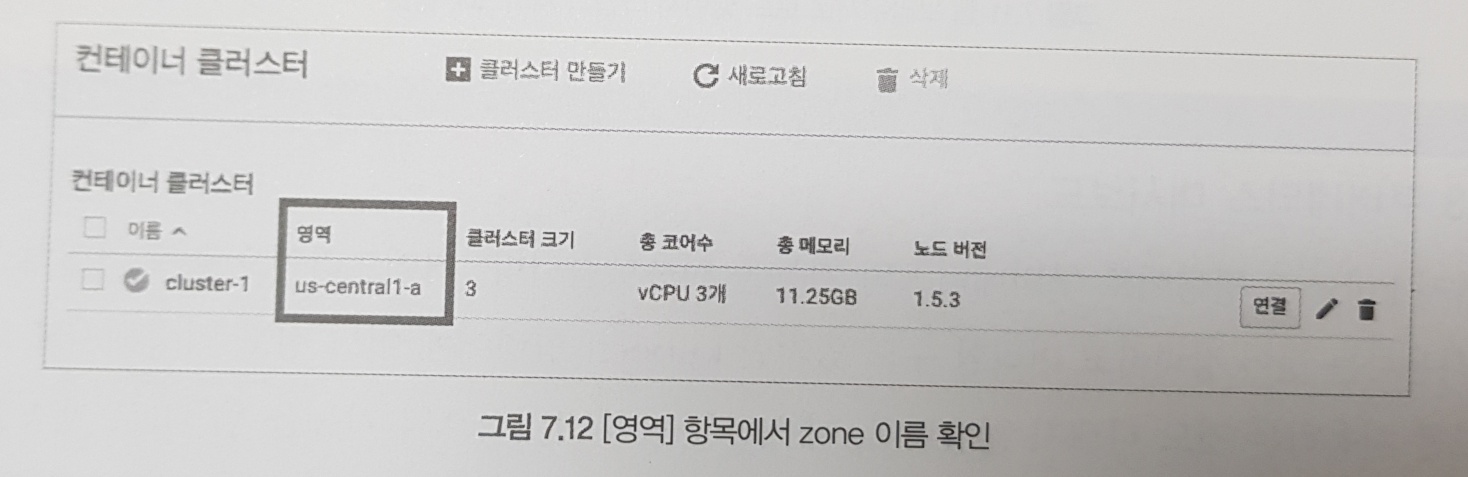 컨테이너 클러스터 클러스터 만들기 새로고침 삭제
컨테이너 클러스터
이름 영역 클러스터 크기 총 코어수 총 메모리 노드 버전
cluster-1 us-central1-a 3 vCPU 3개 11.25GB 1.5.3 연결
그림 7.12 [영역] 항목에서 zone 이름 확인